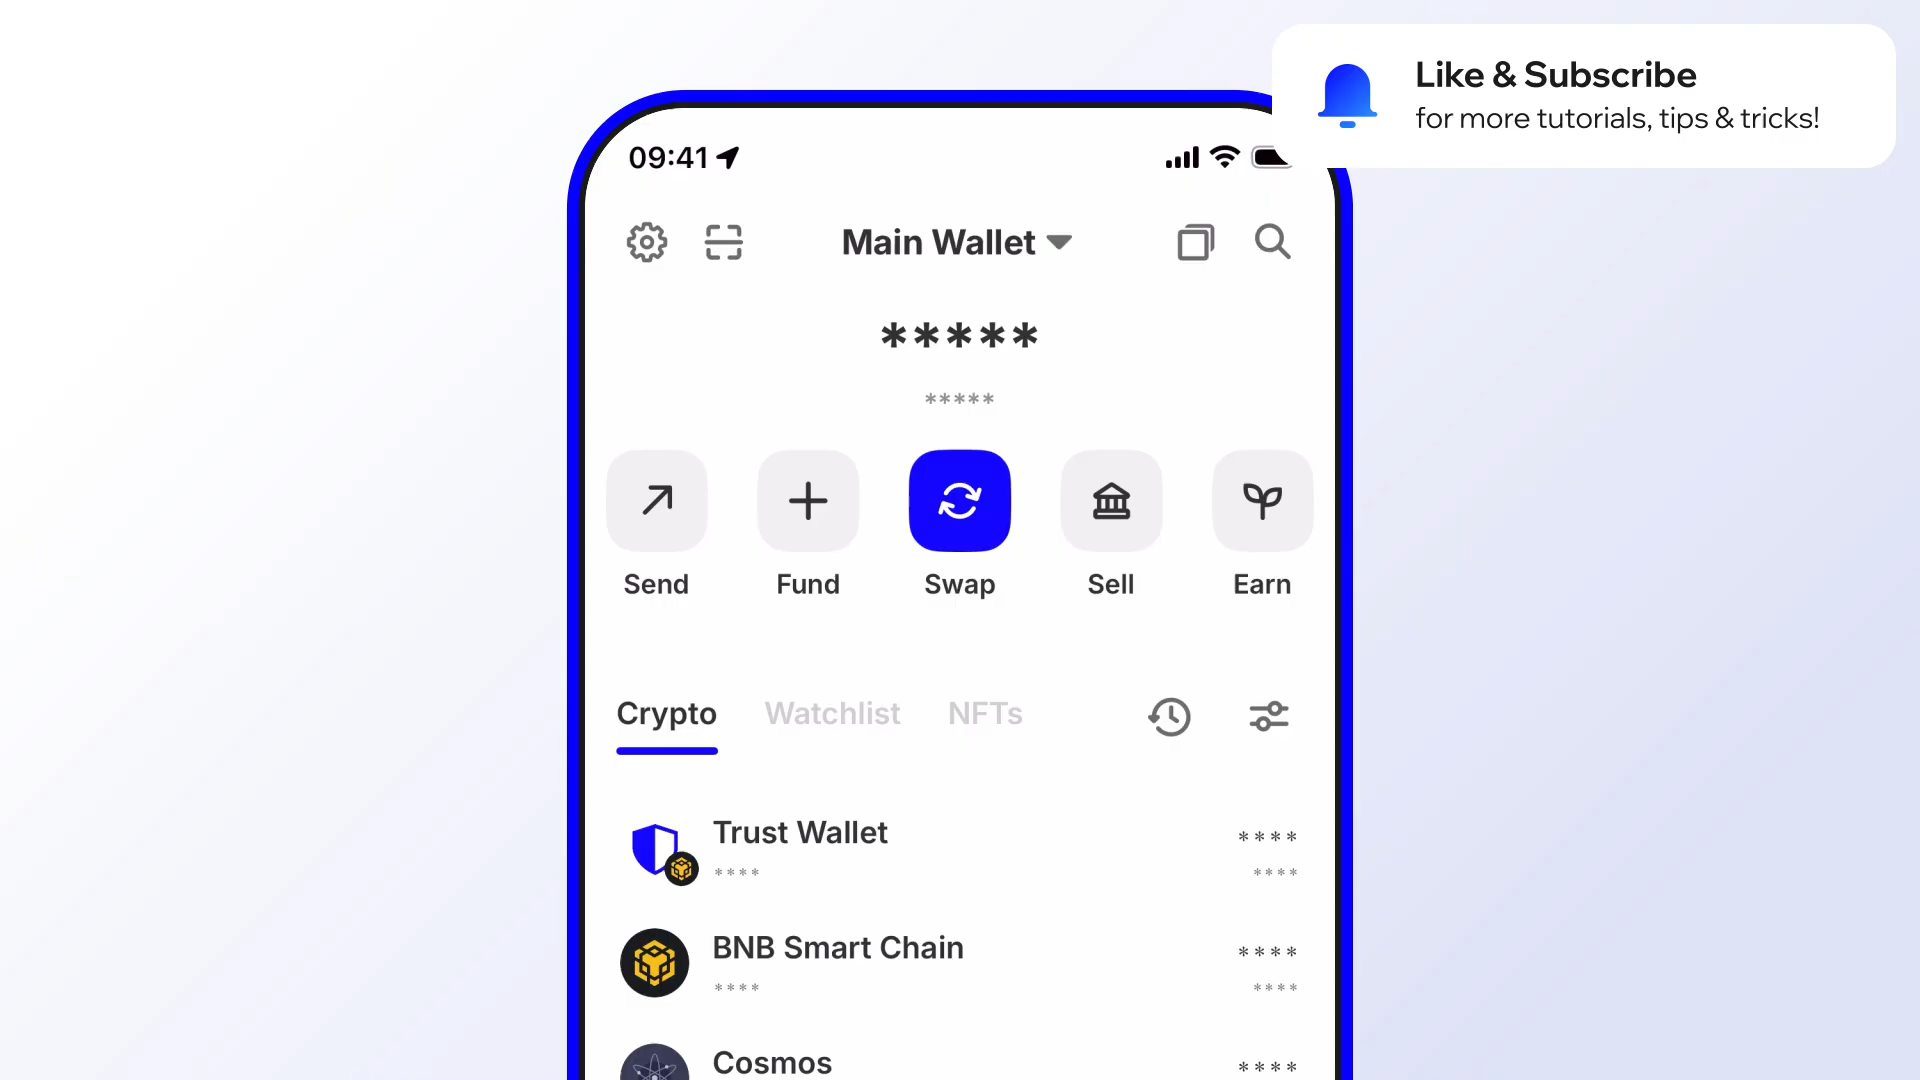 Like & Subscribe
for more tutorials, tips & tricks!
09:41
Main Wallet
*****
*****
Send Fund Swap Sell Earn
Crypto Watchlist NFTs
Trust Wallet ****
**** ****
BNB Smart Chain ****
**** ****
Cosmos ****